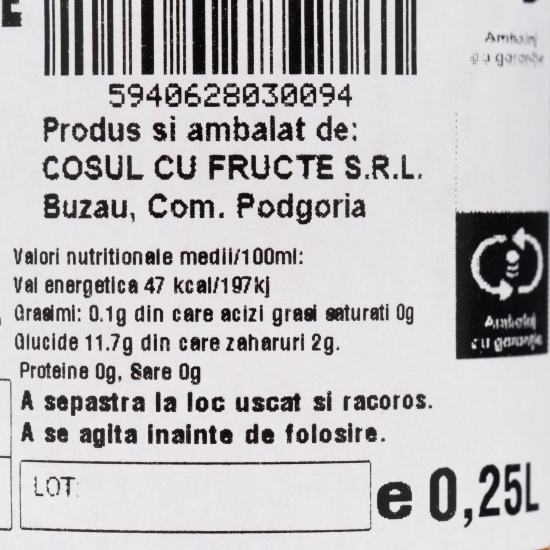 Ambalaj
cu garanție
5940628030094
Produs si ambalat de:
COSUL CU FRUCTE S.R.L.
Buzau, Com. Podgoria
Valori nutritionale medii/100ml:
Val energetica 47 kcal/197kj
Grasimi: 0.1g din care acizi grasi saturati 0g
Glucide 11.7g din care zaharuri 2g.
Proteine 0g, Sare 0g
A sepastra la loc uscat si racoros.
A se agita inainte de folosire.
Ambalaj
cu garanție
LOT:
e 0,25L